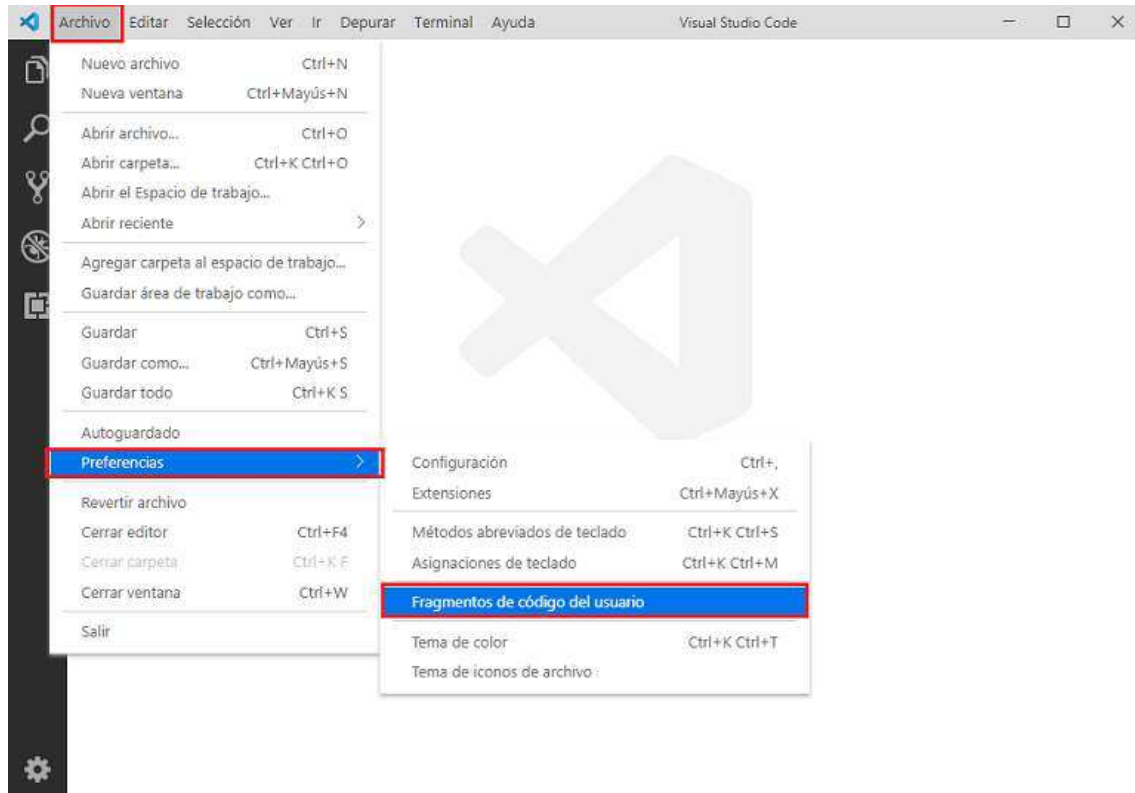 Archivo Editar Selección Ver Ir Depurar Terminal Ayuda Visual Studio Code
Nuevo archivo Ctrl+N
Nueva ventana Ctrl+Mayús+N
Abrir archivo... Ctrl+O
Abrir carpeta... Ctrl+K Ctrl+O
Abrir el Espacio de trabajo...
Abrir reciente
Agregar carpeta al espacio de trabajo...
Guardar área de trabajo como...
Guardar Ctrl+S
Guardar como... Ctrl+Mayús+S
Guardar todo Ctrl+K S
Autoguardado
Preferencias
Revertir archivo
Cerrar editor Ctrl+F4
Cerrar carpeta Ctrl+K F
Cerrar ventana Ctrl+W
Salir
Configuración Ctrl+,
Extensiones Ctrl+Mayús+X
Métodos abreviados de teclado Ctrl+K Ctrl+S
Asignaciones de teclado Ctrl+K Ctrl+M
Fragmentos de código del usuario
Tema de color Ctrl+K Ctrl+T
Tema de iconos de archivo